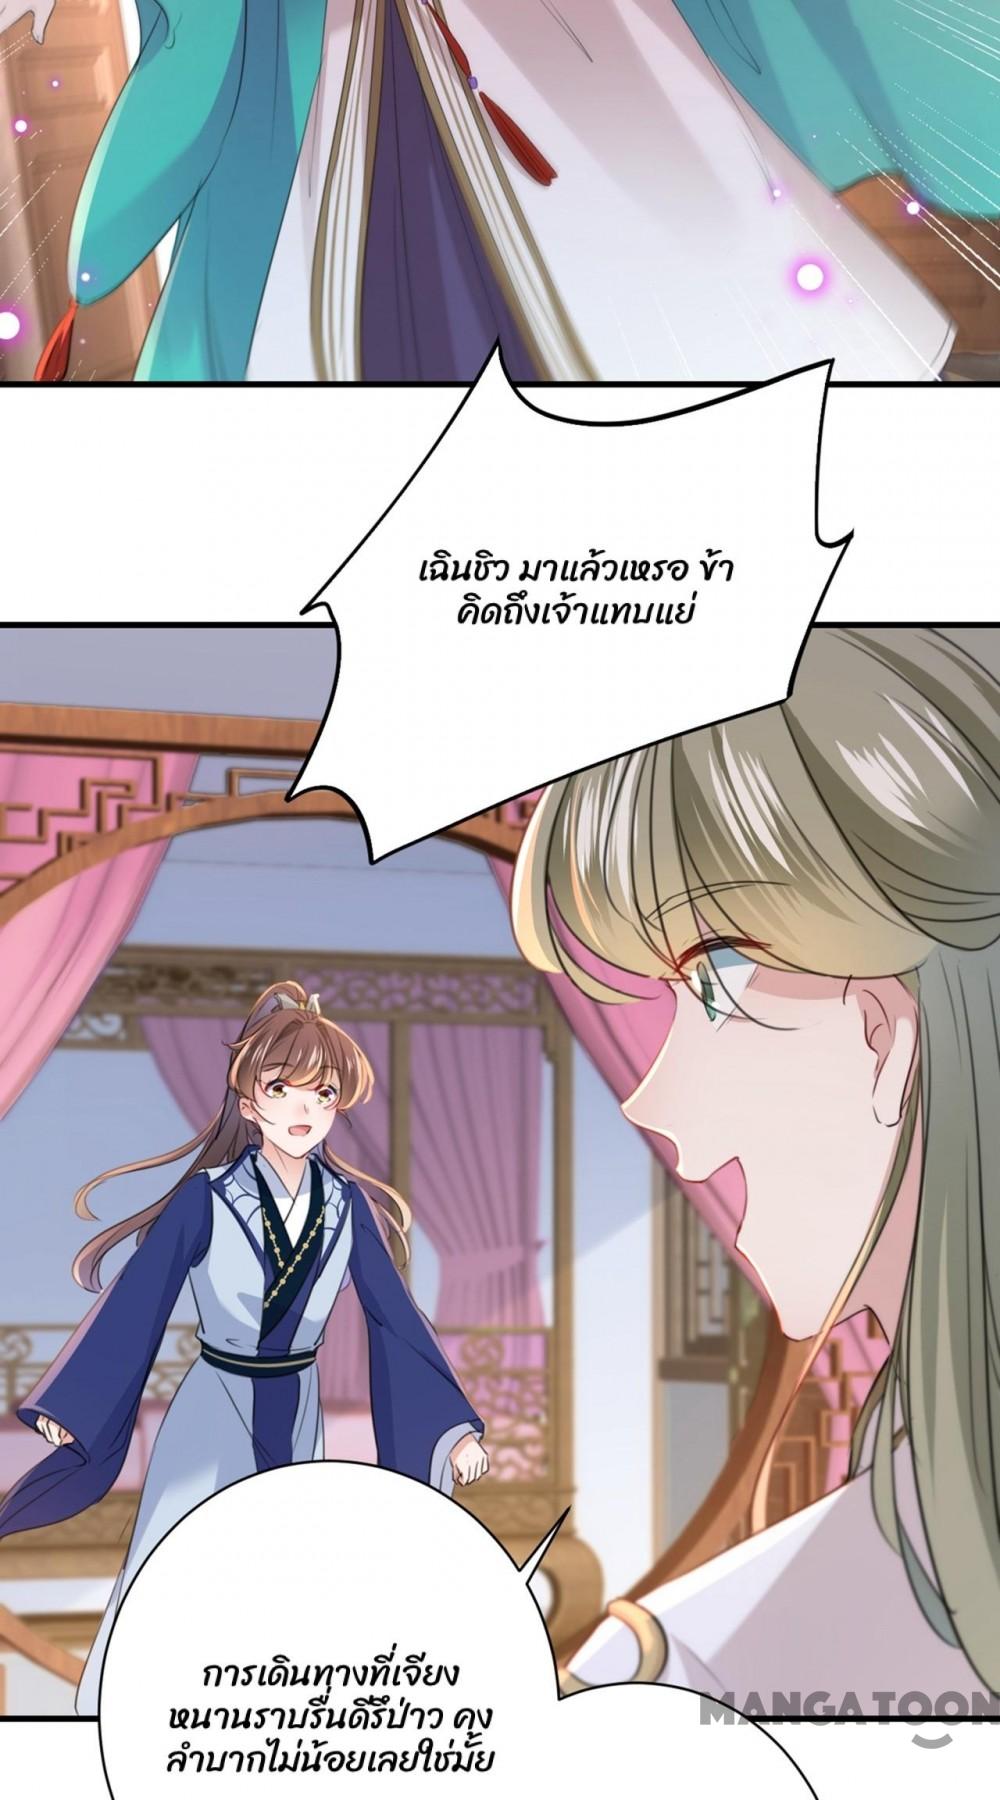 เฉินชิว มาแล้วเหรอ ข้า
คิดถึงเจ้าแทบแย่
การเดินทางที่เจียง
หนานราบรื่นดีรึป่าว คง
ลำบากไม่น้อยเลยใช่มั้ย
MANGATOON